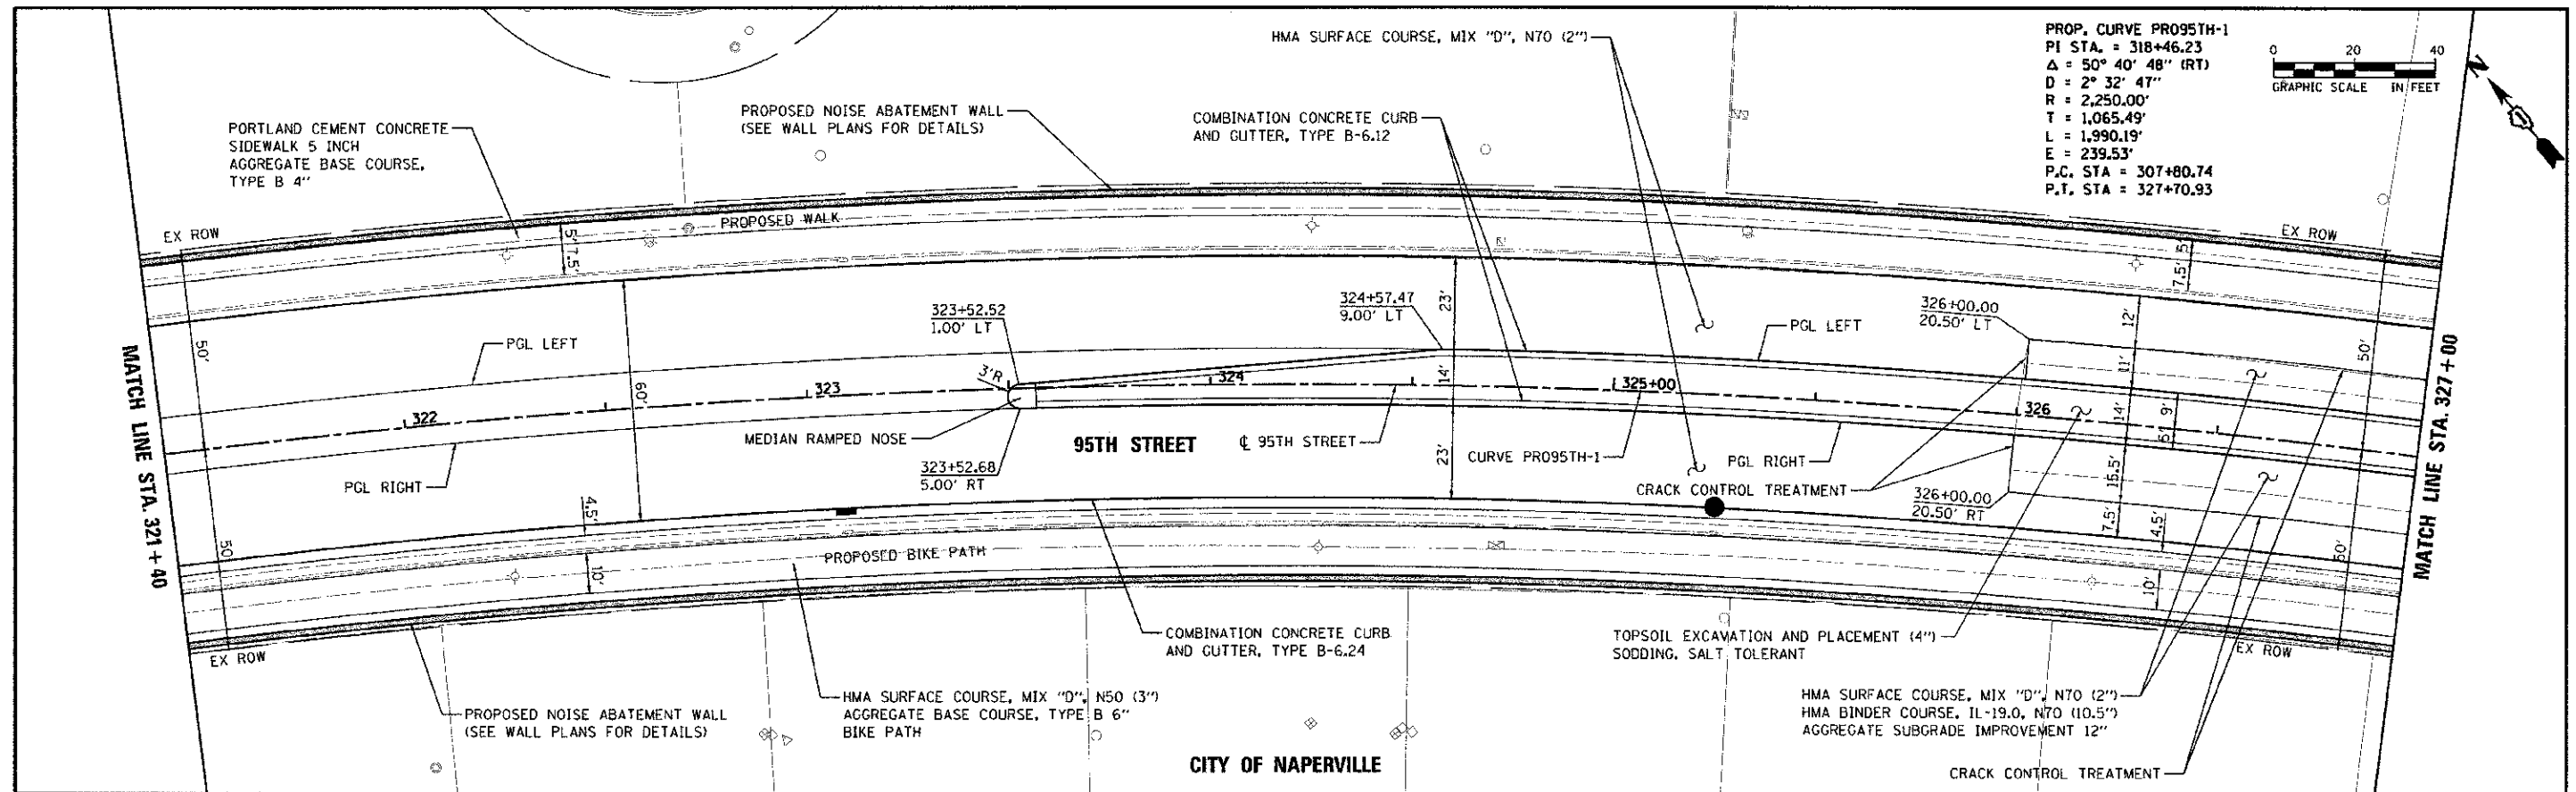 HMA SURFACE COURSE, MIX "D", N70 (2")
PROP. CURVE PRO95TH-1
PI STA. = 318+46.23
Δ = 50° 40' 48" (RT)
D = 2° 32' 47"
R = 2,250.00'
T = 1,065.49'
L = 1,990.19'
E = 239.53'
P.C. STA = 307+80.74
P.T. STA = 327+70.93
0 20 40
GRAPHIC SCALE IN FEET
N
PORTLAND CEMENT CONCRETE
SIDEWALK 5 INCH
AGGREGATE BASE COURSE,
TYPE B 4"
PROPOSED NOISE ABATEMENT WALL
(SEE WALL PLANS FOR DETAILS)
COMBINATION CONCRETE CURB
AND GUTTER, TYPE B-6.12
EX ROW
5'
7.5'
PROPOSED WALK
EX ROW
5'
7.5'
323+52.52
1.00' LT
324+57.47
9.00' LT
23'
326+00.00
20.50' LT
12'
PGL LEFT
PGL LEFT
50'
50'
MATCH LINE STA. 321+40
MATCH LINE STA. 327+00
60'
3'R
14'
11'
322
323
324
325+00
326
14'
9'
5'
MEDIAN RAMPED NOSE
95TH STREET
℄ 95TH STREET
CURVE PRO95TH-1
PGL RIGHT
PGL RIGHT
323+52.68
5.00' RT
23'
CRACK CONTROL TREATMENT
326+00.00
20.50' RT
15.5'
7.5'
4.5'
4.5'
50'
50'
10'
10'
PROPOSED BIKE PATH
EX ROW
EX ROW
COMBINATION CONCRETE CURB
AND GUTTER, TYPE B-6.24
TOPSOIL EXCAVATION AND PLACEMENT (4")
SODDING, SALT TOLERANT
PROPOSED NOISE ABATEMENT WALL
(SEE WALL PLANS FOR DETAILS)
HMA SURFACE COURSE, MIX "D", N50 (3")
AGGREGATE BASE COURSE, TYPE B 6"
BIKE PATH
HMA SURFACE COURSE, MIX "D", N70 (2")
HMA BINDER COURSE, IL-19.0, N70 (10.5")
AGGREGATE SUBGRADE IMPROVEMENT 12"
CITY OF NAPERVILLE
CRACK CONTROL TREATMENT